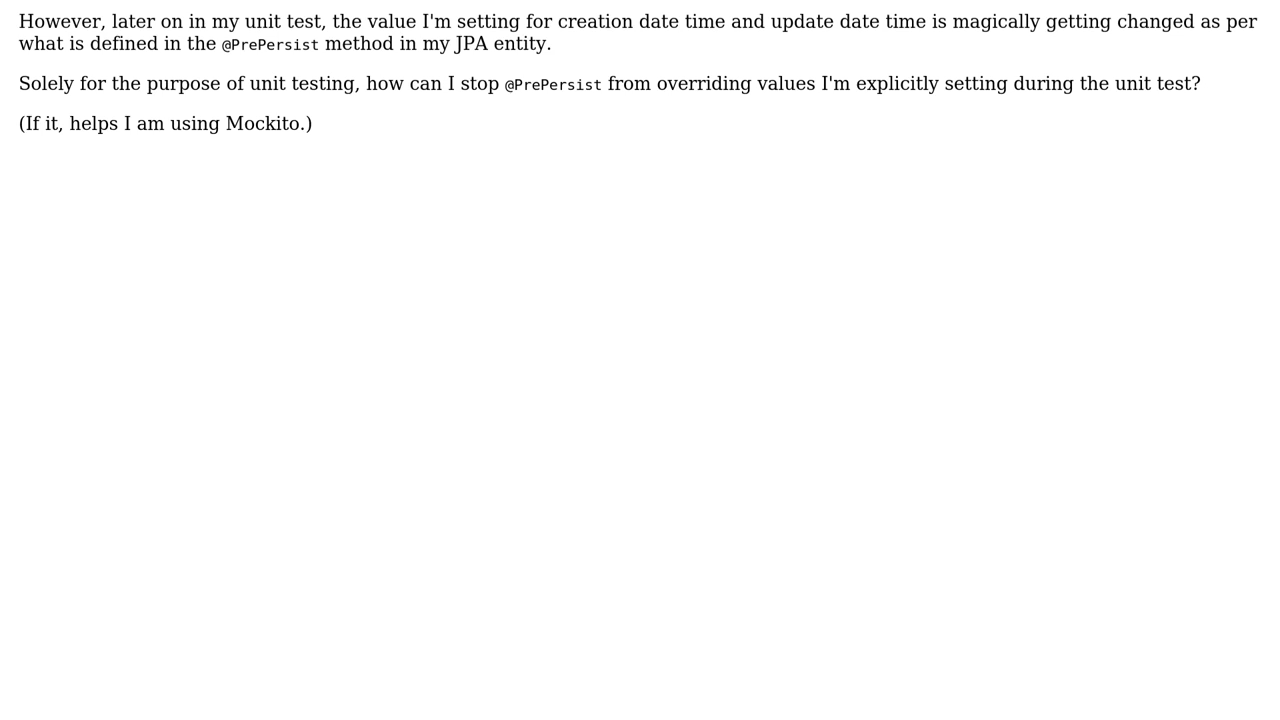 However, later on in my unit test, the value I'm setting for creation date time and update date time is magically getting changed as per
what is defined in the @PrePersist method in my JPA entity.
Solely for the purpose of unit testing, how can I stop @PrePersist from overriding values I'm explicitly setting during the unit test?
(If it, helps I am using Mockito.)